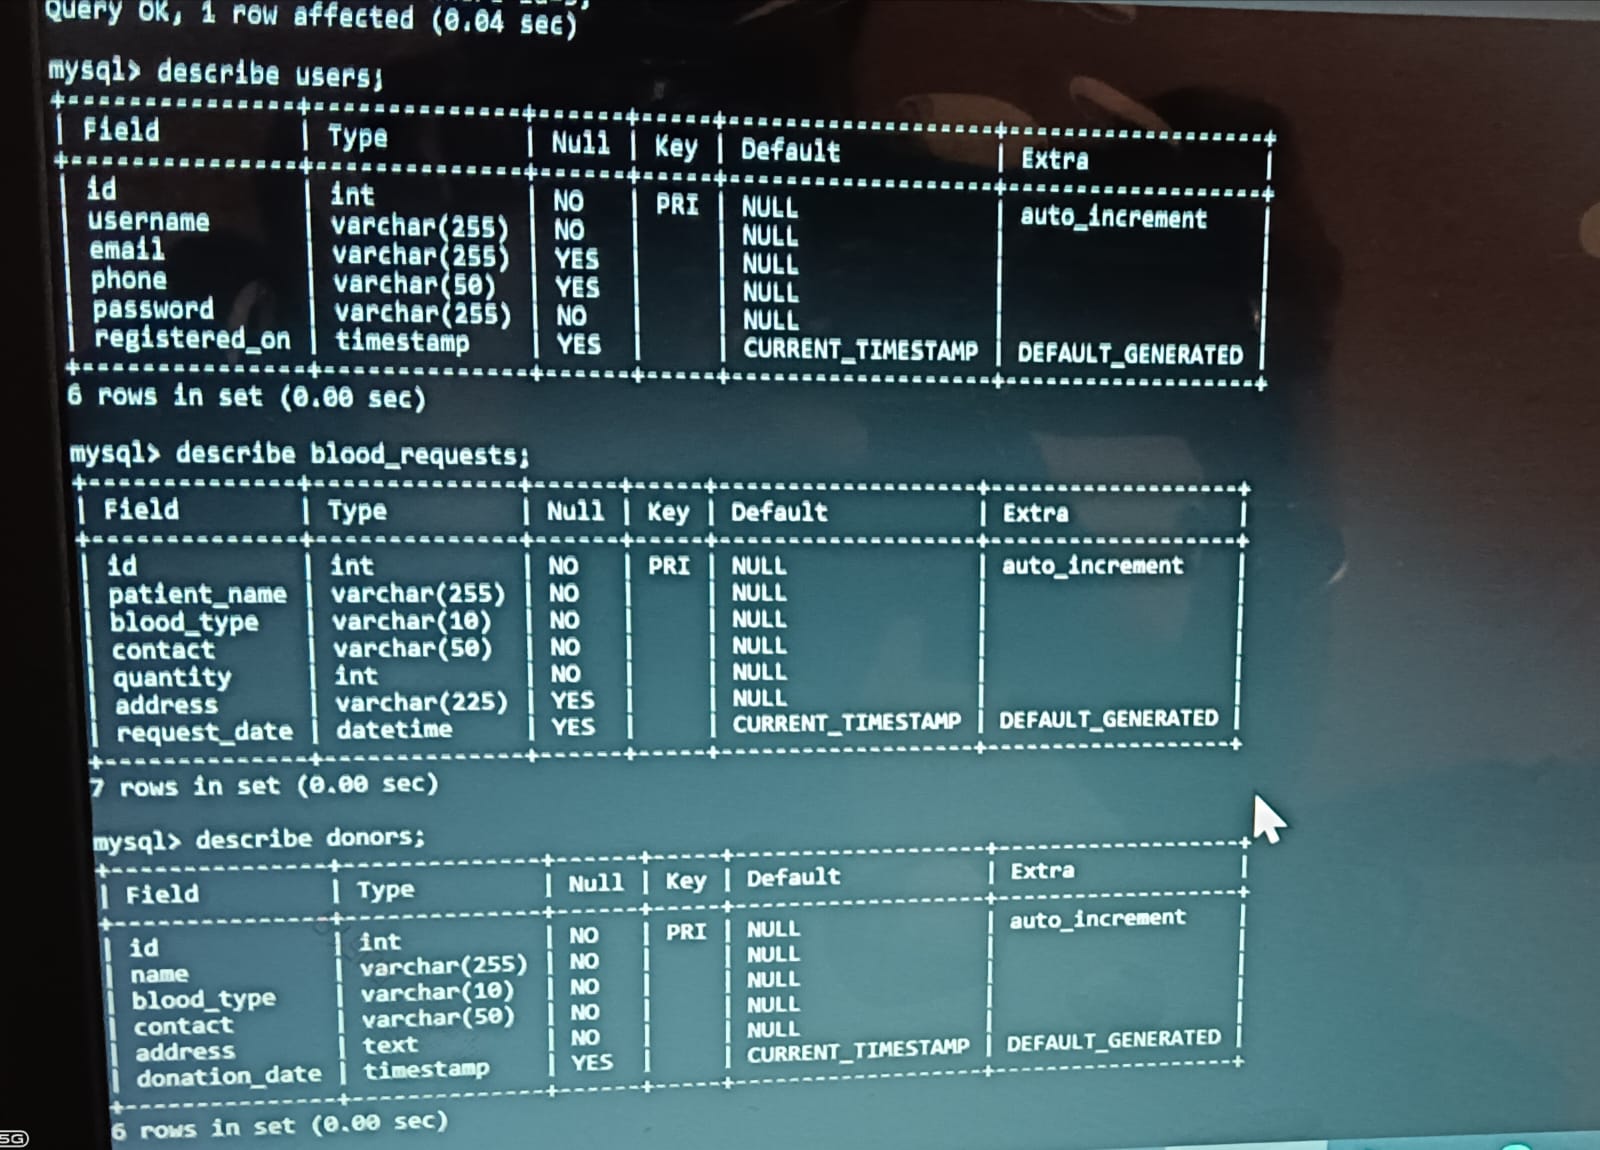 Query OK, 1 row affected (0.04 sec)
mysql> describe users;
| Field | Type | Null | Key | Default | Extra |
| id | int | NO | PRI | NULL | auto_increment |
| username | varchar(255) | NO | | NULL | |
| email | varchar(255) | YES | | NULL | |
| phone | varchar(50) | YES | | NULL | |
| password | varchar(255) | NO | | NULL | |
| registered_on | timestamp | YES | | CURRENT_TIMESTAMP | DEFAULT_GENERATED |
6 rows in set (0.00 sec)
mysql> describe blood_requests;
| Field | Type | Null | Key | Default | Extra |
| id | int | NO | PRI | NULL | auto_increment |
| patient_name | varchar(255) | NO | | NULL | |
| blood_type | varchar(10) | NO | | NULL | |
| contact | varchar(50) | NO | | NULL | |
| quantity | int | NO | | NULL | |
| address | varchar(225) | YES | | NULL | |
| request_date | datetime | YES | | CURRENT_TIMESTAMP | DEFAULT_GENERATED |
7 rows in set (0.00 sec)
mysql> describe donors;
| Field | Type | Null | Key | Default | Extra |
| id | int | NO | PRI | NULL | auto_increment |
| name | varchar(255) | NO | | NULL | |
| blood_type | varchar(10) | NO | | NULL | |
| contact | varchar(50) | NO | | NULL | |
| address | text | NO | | NULL | |
| donation_date | timestamp | YES | | CURRENT_TIMESTAMP | DEFAULT_GENERATED |
6 rows in set (0.00 sec)
5G